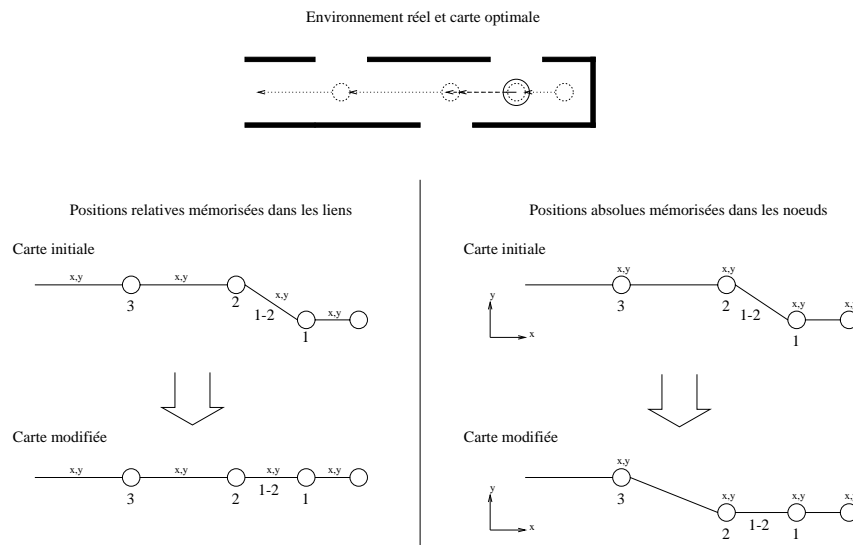 Environnement réel et carte optimale
Positions relatives mémorisées dans les liens
Carte initiale
x,y x,y x,y x,y
3 2 1-2 1
Carte modifiée
x,y x,y x,y x,y
3 2 1-2 1
Positions absolues mémorisées dans les noeuds
Carte initiale
x,y x,y x,y x,y
y x
3 2 1-2 1
Carte modifiée
x,y x,y x,y x,y
y x
3 2 1-2 1